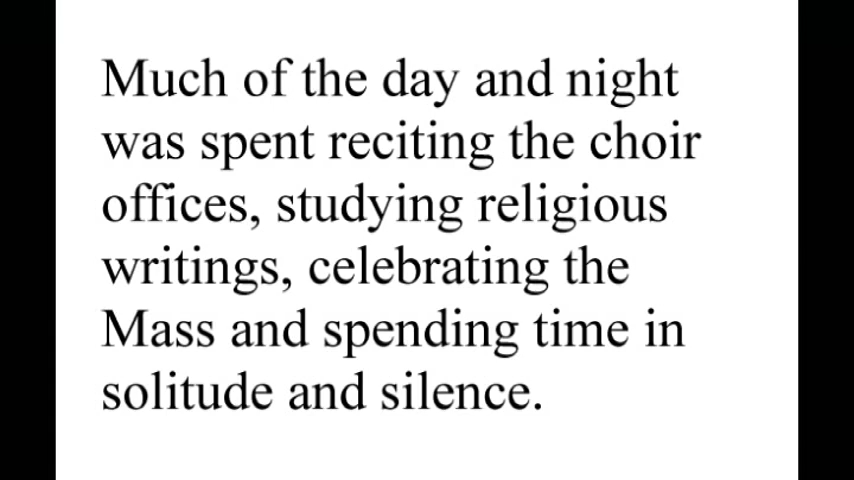 Much of the day and night
was spent reciting the choir
offices, studying religious
writings, celebrating the
Mass and spending time in
solitude and silence.